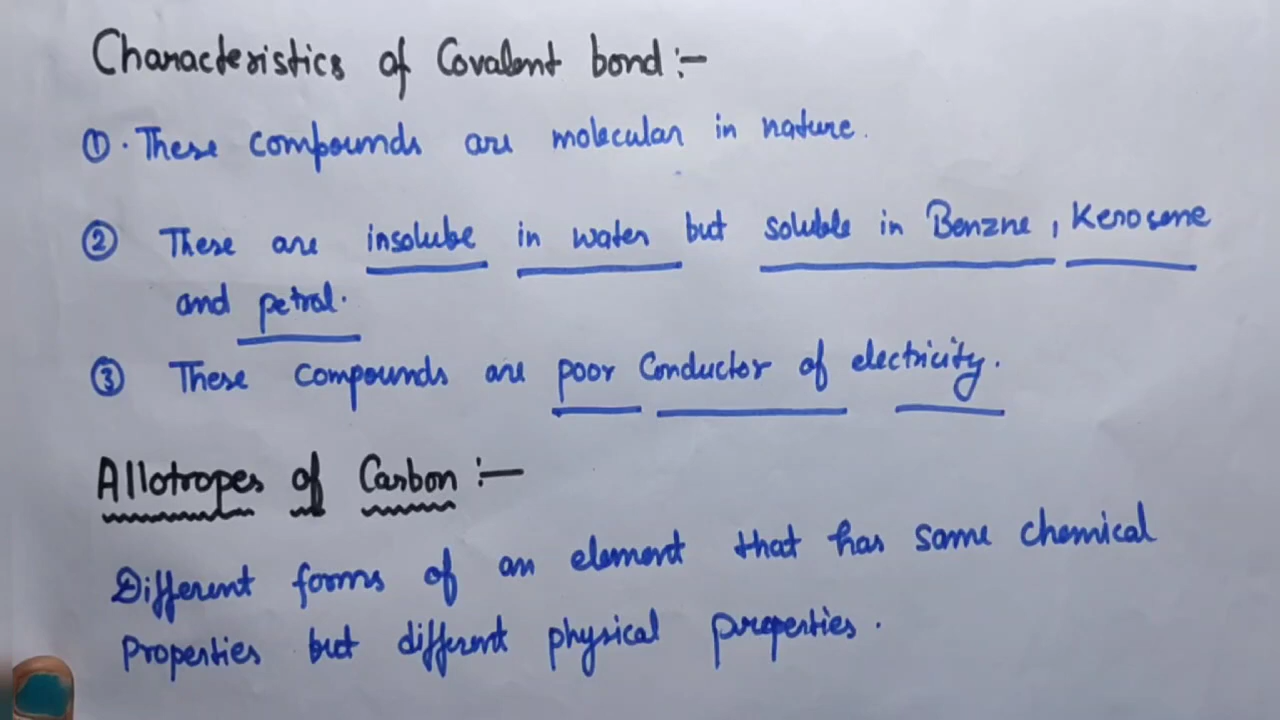 Characteristics of Covalent bond :-
① . These compounds are molecular in nature.
② These are insolube in water but soluble in Benzne, Kerosene
and petral.
③ These compounds are poor Conductor of electricity.
Allotropes of Carbon :-
Different forms of an element that has same chemical
Properties but different physical properties.